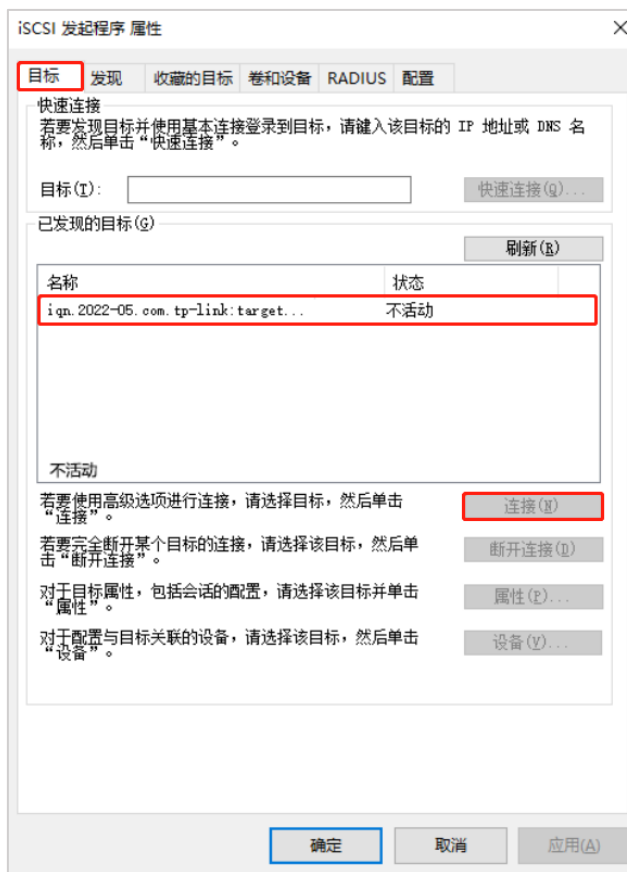 iSCSI 发起程序 属性
目标 发现 收藏的目标 卷和设备 RADIUS 配置
快速连接
若要发现目标并使用基本连接登录到目标，请键入该目标的 IP 地址或 DNS 名
称，然后单击“快速连接”。
目标(T): 快速连接(Q)...
已发现的目标(G)
刷新(R)
名称 状态
iqn.2022-05.com.tp-link:target... 不活动
不活动
若要使用高级选项进行连接，请选择目标，然后单击 连接(N)
“连接”。
若要完全断开某个目标的连接，请选择该目标，然后单 断开连接(D)
击“断开连接”。
对于目标属性，包括会话的配置，请选择该目标并单击 属性(P)...
“属性”。
对于配置与目标关联的设备，请选择该目标，然后单击 设备(V)...
“设备”。
确定 取消 应用(A)